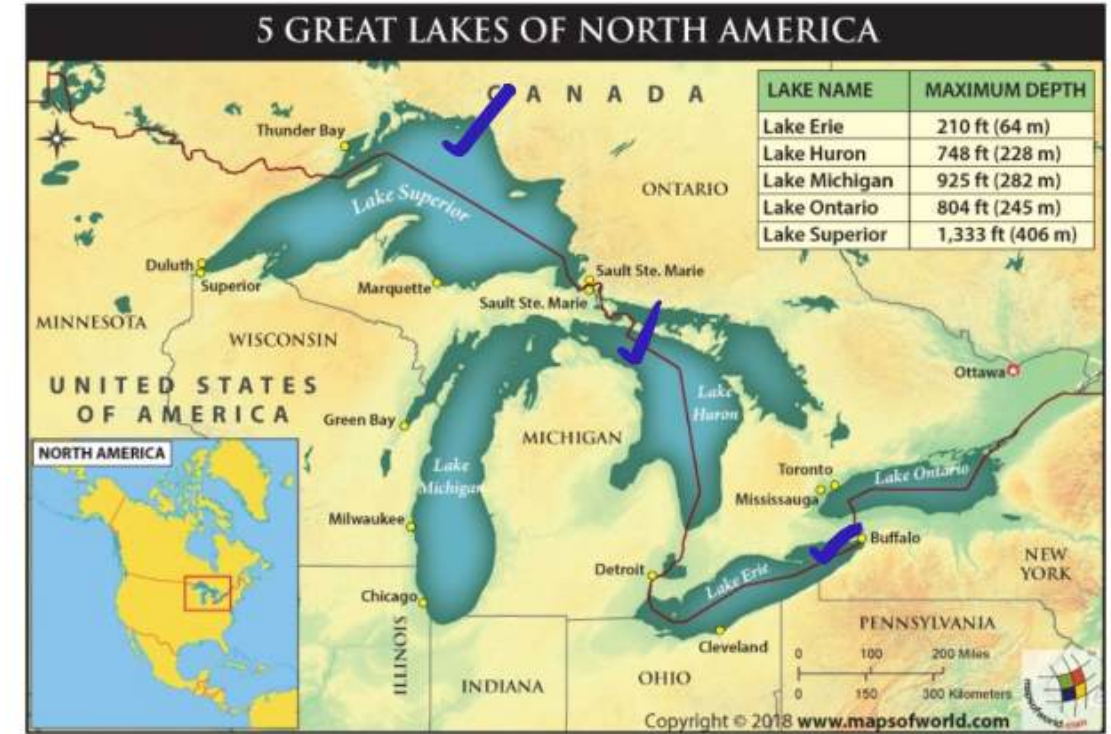 5 GREAT LAKES OF NORTH AMERICA
CANADA
LAKE NAME MAXIMUM DEPTH
Lake Erie 210 ft (64 m)
Lake Huron 748 ft (228 m)
Lake Michigan 925 ft (282 m)
Lake Ontario 804 ft (245 m)
Lake Superior 1,333 ft (406 m)
Thunder Bay
ONTARIO
Lake Superior
Duluth
Superior
Marquette
Sault Ste. Marie
Sault Ste. Marie
MINNESOTA
WISCONSIN
UNITED STATES
OF AMERICA
Ottawa
Green Bay
MICHIGAN
Lake
Huron
Lake
Michigan
NORTH AMERICA
Toronto
Mississauga
Lake Ontario
Milwaukee
Buffalo
Detroit
Lake Erie
NEW
YORK
Chicago
Cleveland
PENNSYLVANIA
ILLINOIS
INDIANA
OHIO
0 100 200 Miles
0 150 300 Kilometers
Copyright © 2018 www.mapsofworld.com
mapsofworld.com